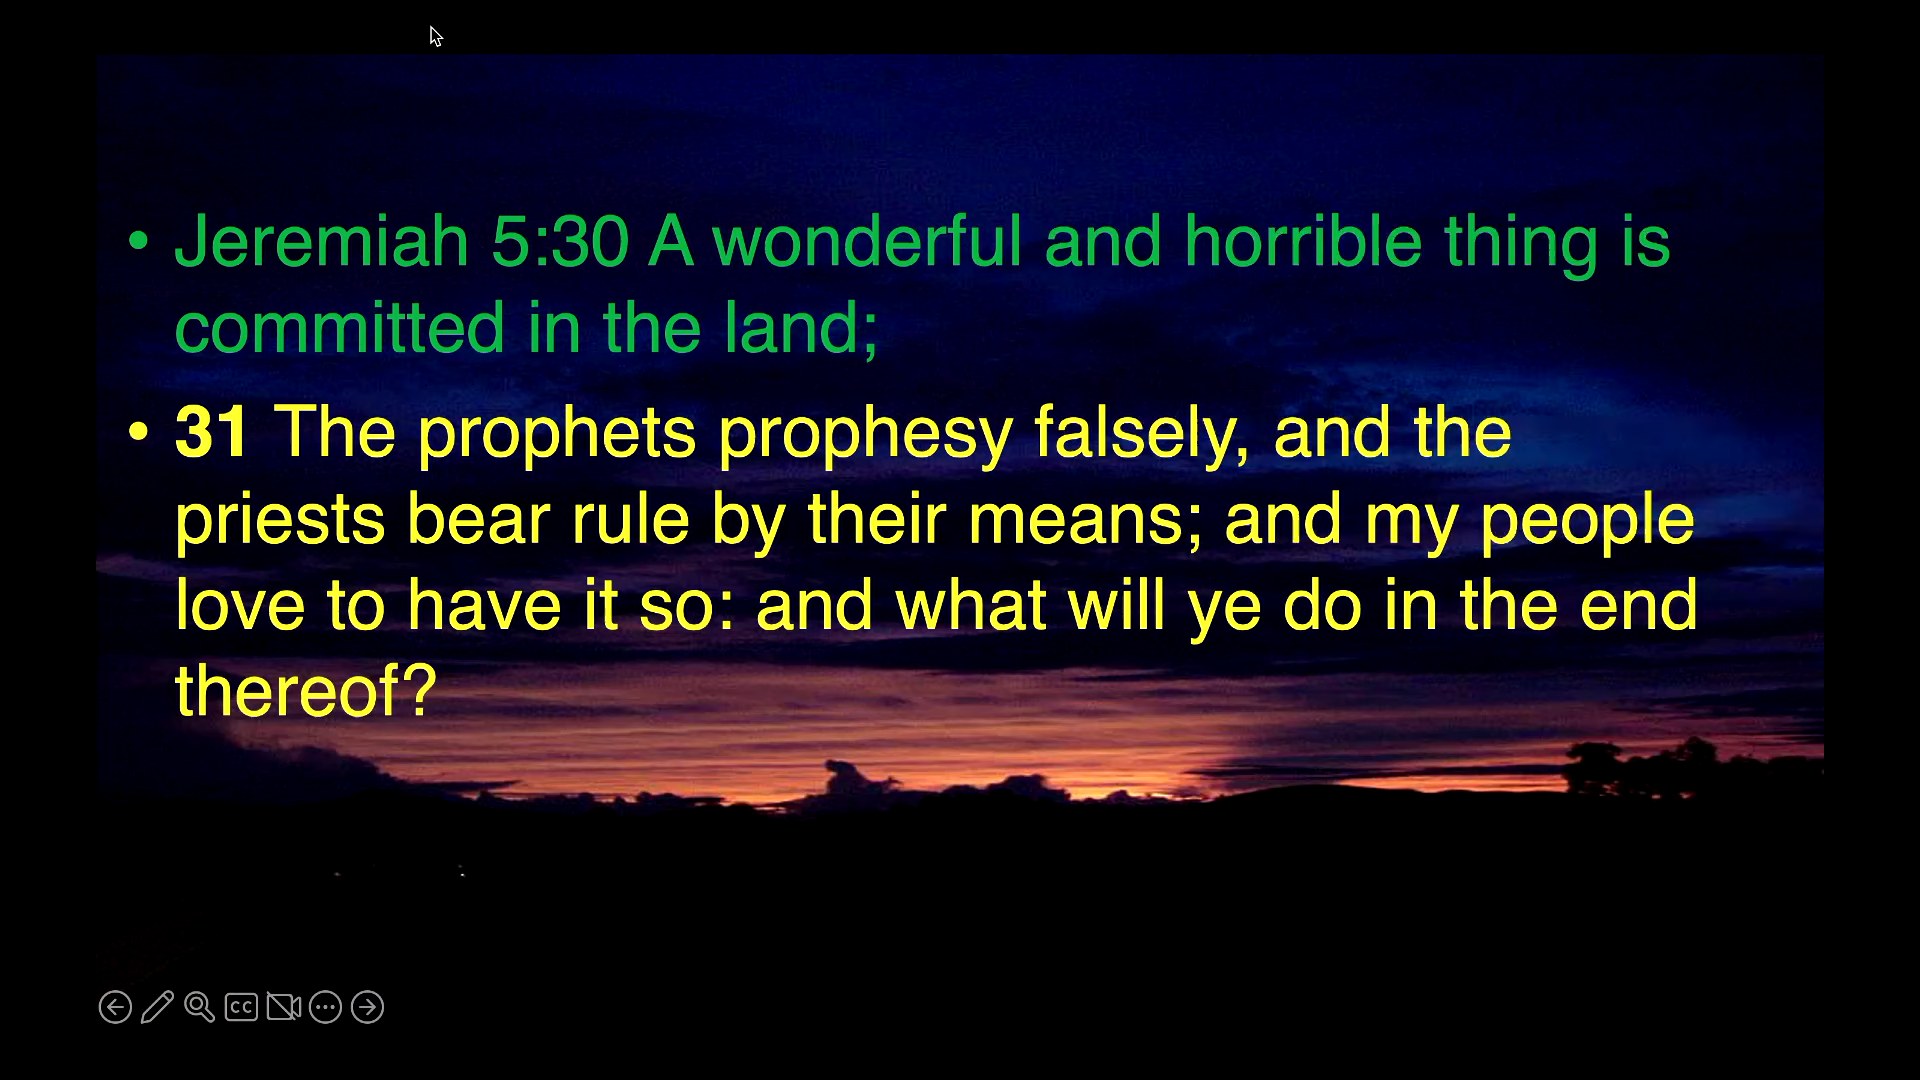 • Jeremiah 5:30 A wonderful and horrible thing is
committed in the land;
• 31 The prophets prophesy falsely, and the
priests bear rule by their means; and my people
love to have it so: and what will ye do in the end
thereof?
CC